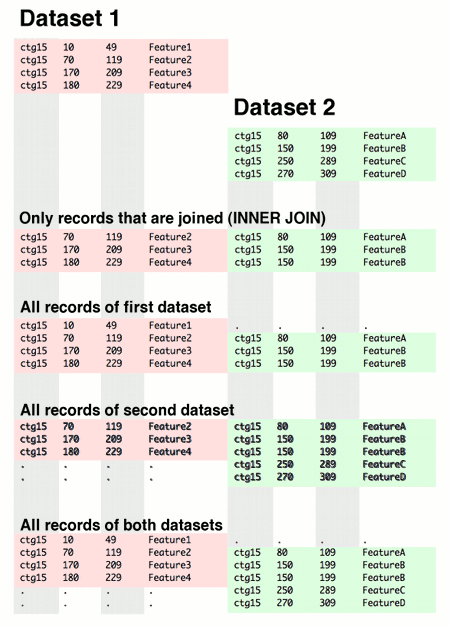 Dataset 1
ctg15 10 49 Feature1
ctg15 70 119 Feature2
ctg15 170 209 Feature3
ctg15 180 229 Feature4
Dataset 2
ctg15 80 109 FeatureA
ctg15 150 199 FeatureB
ctg15 250 289 FeatureC
ctg15 270 309 FeatureD
Only records that are joined (INNER JOIN)
ctg15 70 119 Feature2 ctg15 80 109 FeatureA
ctg15 170 209 Feature3 ctg15 150 199 FeatureB
ctg15 180 229 Feature4 ctg15 150 199 FeatureB
All records of first dataset
ctg15 10 49 Feature1 . . . .
ctg15 70 119 Feature2 ctg15 80 109 FeatureA
ctg15 170 209 Feature3 ctg15 150 199 FeatureB
ctg15 180 229 Feature4 ctg15 150 199 FeatureB
All records of second dataset
ctg15 70 119 Feature2 ctg15 80 109 FeatureA
ctg15 170 209 Feature3 ctg15 150 199 FeatureB
ctg15 180 229 Feature4 ctg15 150 199 FeatureB
. . . . ctg15 250 289 FeatureC
. . . . ctg15 270 309 FeatureD
All records of both datasets
ctg15 10 49 Feature1 . . . .
ctg15 70 119 Feature2 ctg15 80 109 FeatureA
ctg15 170 209 Feature3 ctg15 150 199 FeatureB
ctg15 180 229 Feature4 ctg15 150 199 FeatureB
. . . . ctg15 250 289 FeatureC
. . . . ctg15 270 309 FeatureD